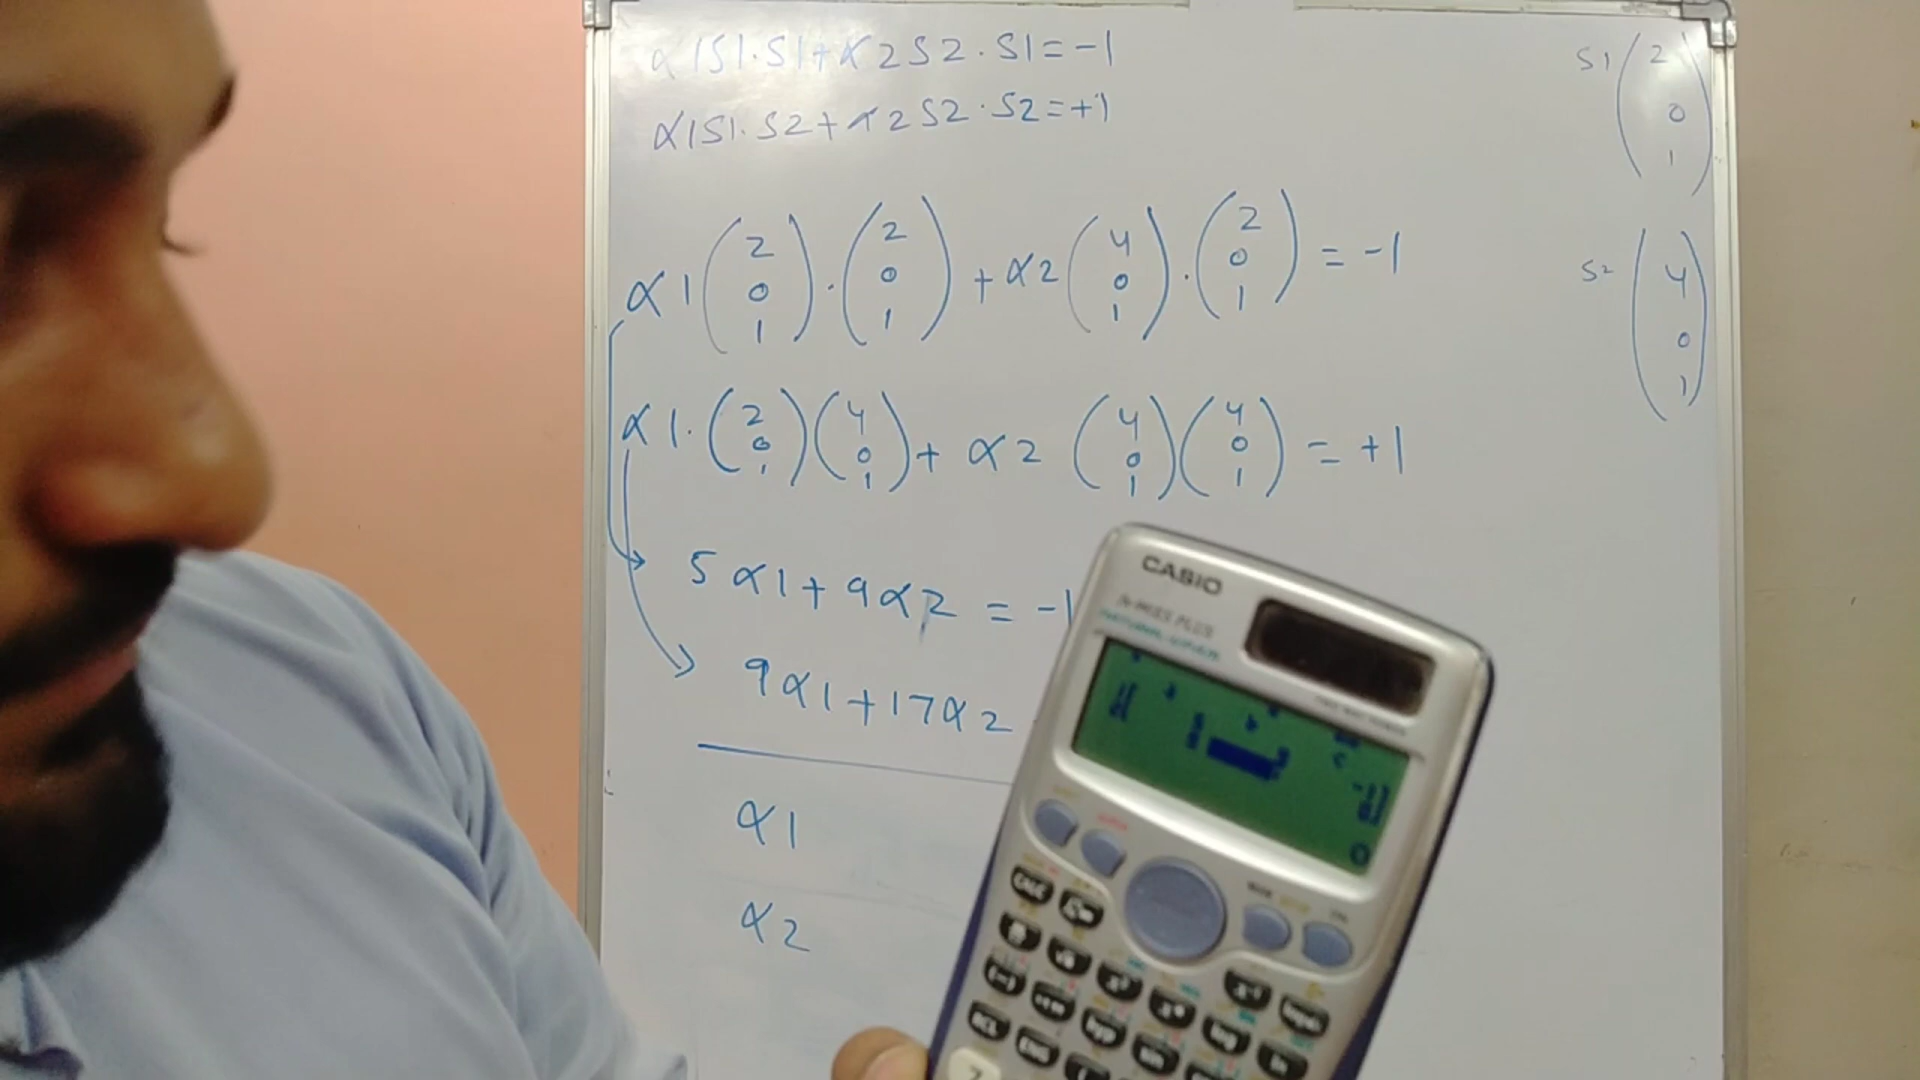 α1S1·S1+α2S2·S1=-1
α1S1·S2+α2S2·S2=+1
S1 (2 0 1)
S2 (4 0 1)
α1 (2 0 1)·(2 0 1) + α2 (4 0 1)·(2 0 1) = -1
α1·(2 0 1)(4 0 1) + α2 (4 0 1)(4 0 1) = +1
5α1+9α2 = -1
9α1+17α2
α1
α2
CASIO